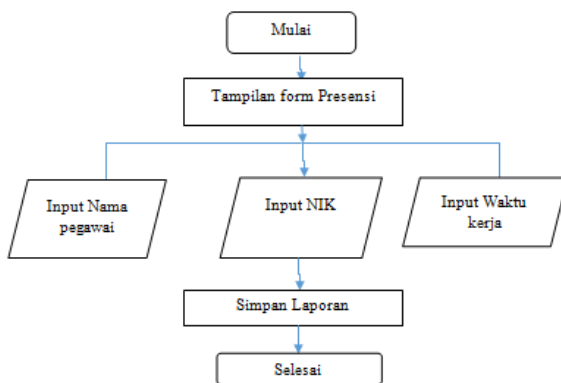 Mulai
Tampilan form Presensi
Input Nama
pegawai
Input NIK
Input Waktu
kerja
Simpan Laporan
Selesai